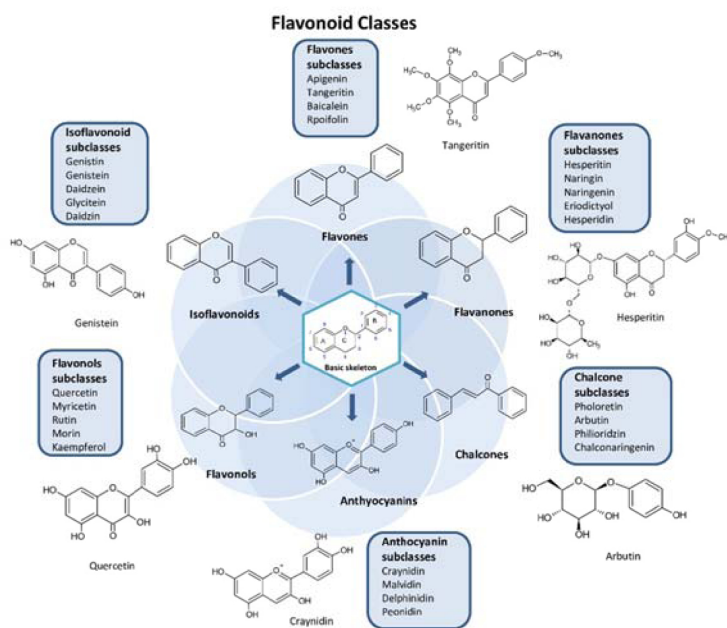 Flavonoid Classes
Flavones
subclasses
Apigenin
Tangeritin
Baicalein
Rpoifolin
Tangeritin
Isoflavonoid
subclasses
Genistin
Genistein
Daidzein
Glycitein
Daidzin
Genistein
Flavanones
subclasses
Hesperitin
Naringin
Naringenin
Eriodictyol
Hesperidin
Hesperitin
Flavones
Isoflavonoids
Flavanones
A
C
B
Basic skeleton
Flavonols
Anthyocyanins
Chalcones
Flavonols
subclasses
Quercetin
Myricetin
Rutin
Morin
Kaempferol
Quercetin
Chalcone
subclasses
Pholoretin
Arbutin
Philioridzin
Chalconaringenin
Arbutin
Anthocyanin
subclasses
Craynidin
Malvidin
Delphinidin
Peonidin
Craynidin